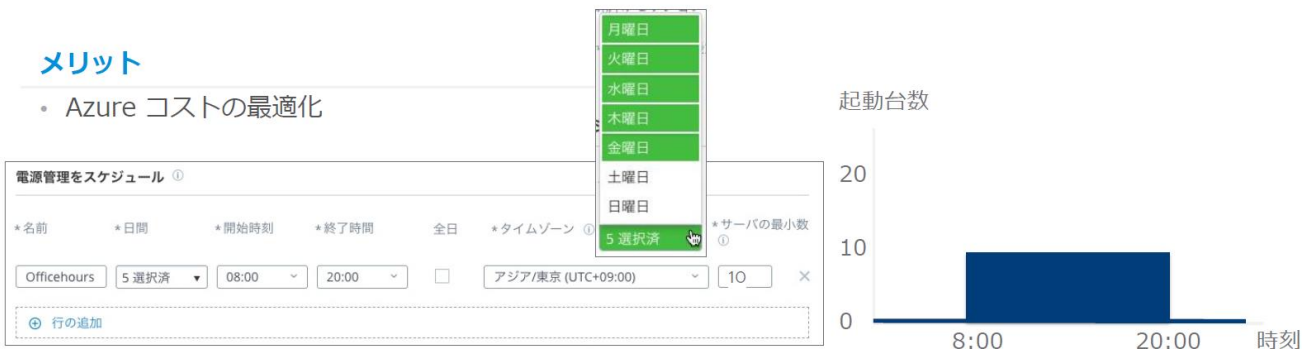 メリット
• Azure コストの最適化
月曜日
火曜日
水曜日
木曜日
金曜日
土曜日
日曜日
5 選択済
電源管理をスケジュール
*名前 *日間 *開始時刻 *終了時間 全日 *タイムゾーン *サーバの最小数
Officehours 5 選択済 08:00 20:00 アジア/東京 (UTC+09:00) 10
行の追加
起動台数
20
10
0
8:00 20:00 時刻